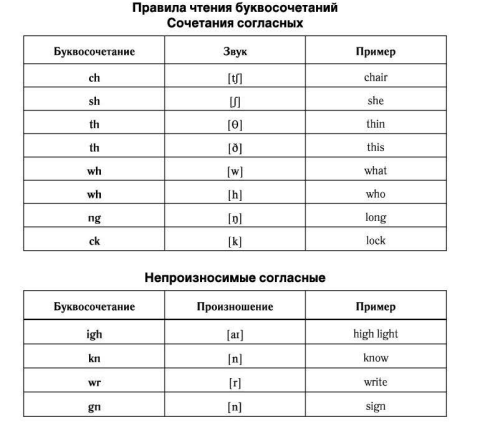 Правила чтения буквосочетаний
Сочетания согласных
Буквосочетание Звук Пример
ch [tʃ] chair
sh [ʃ] she
th [θ] thin
th [ð] this
wh [w] what
wh [h] who
ng [ŋ] long
ck [k] lock
Непроизносимые согласные
Буквосочетание Произношение Пример
igh [aɪ] high light
kn [n] know
wr [r] write
gn [n] sign